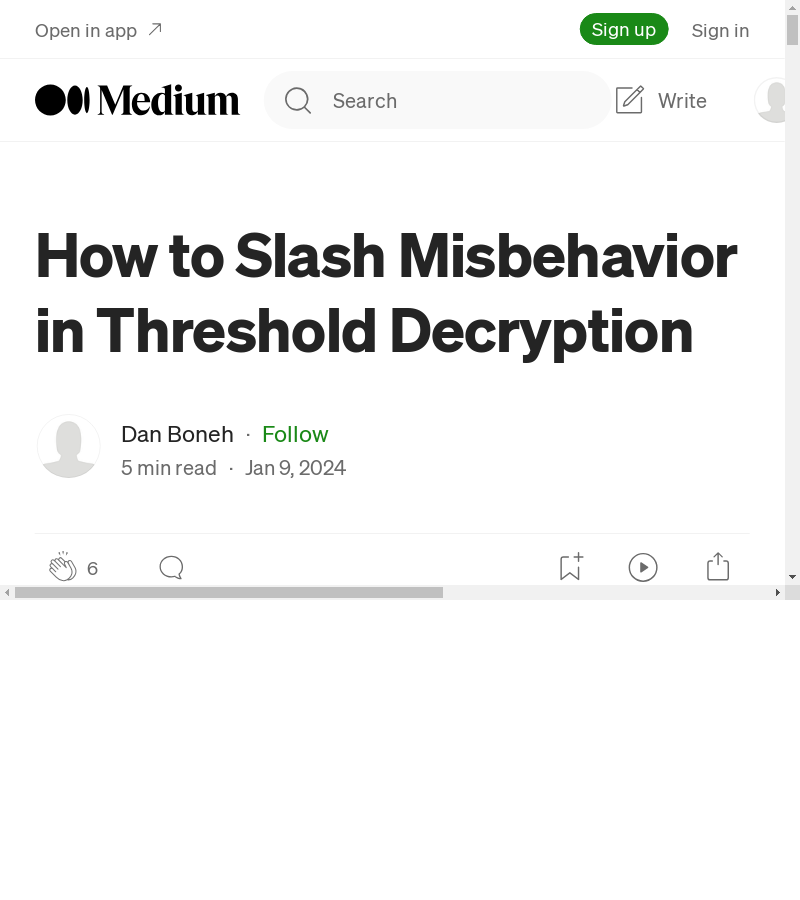 Open in app
Sign up
Sign in
Medium
Search
Write
How to Slash Misbehavior
in Threshold Decryption
Dan Boneh · Follow
5 min read · Jan 9, 2024
6